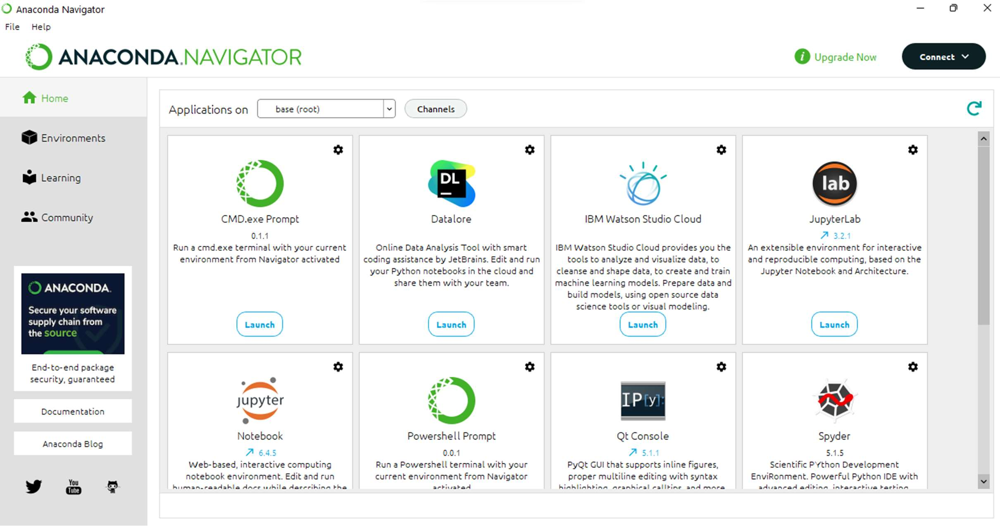 Anaconda Navigator
File Help
ANACONDA.NAVIGATOR
i Upgrade Now
Connect
Home
Environments
Learning
Community
ANACONDA.
Secure your software
supply chain from
the source
End-to-end package
security, guaranteed
Documentation
Anaconda Blog
You
Tube
Applications on base (root) Channels
DL
lab
CMD.exe Prompt
0.1.1
Run a cmd.exe terminal with your current
environment from Navigator activated
Launch
Datalore
Online Data Analysis Tool with smart
coding assistance by JetBrains. Edit and run
your Python notebooks in the cloud and
share them with your team.
Launch
IBM Watson Studio Cloud
IBM Watson Studio Cloud provides you the
tools to analyze and visualize data, to
cleanse and shape data, to create and train
machine learning models. Prepare data and
build models, using open source data
science tools or visual modeling.
Launch
JupyterLab
3.2.1
An extensible environment for interactive
and reproducible computing, based on the
Jupyter Notebook and Architecture.
Launch
jupyter
Notebook
6.4.5
Web-based, interactive computing
notebook environment. Edit and run
human-readable docs while describing the
Powershell Prompt
0.0.1
Run a Powershell terminal with your
current environment from Navigator
activated
IP[y]:
Qt Console
5.1.1
PyQt GUI that supports inline figures,
proper multiline editing with syntax
highlighting, graphical calltips, and more.
Spyder
5.1.5
Scientific PYthon Development
EnviRonment. Powerful Python IDE with
advanced editing, interactive testing,